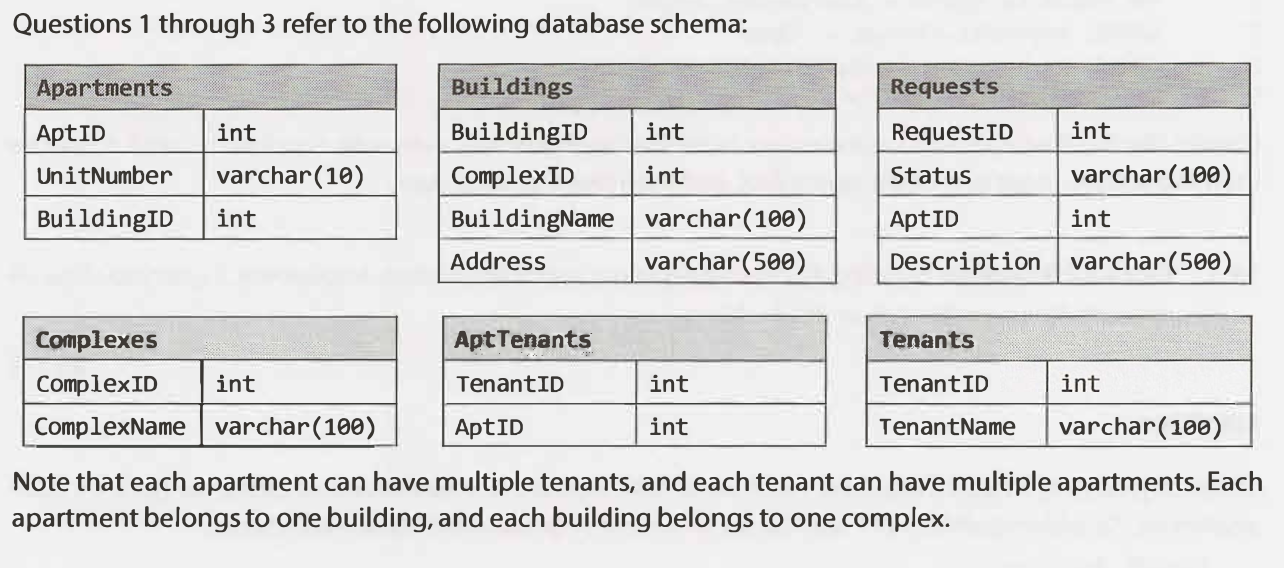 Questions 1 through 3 refer to the following database schema:
Apartments
AptID int
UnitNumber varchar(10)
BuildingID int
Buildings
BuildingID int
ComplexID int
BuildingName varchar(100)
Address varchar(500)
Requests
RequestID int
Status varchar(100)
AptID int
Description varchar(500)
Complexes
ComplexID int
ComplexName varchar(100)
AptTenants
TenantID int
AptID int
Tenants
TenantID int
TenantName varchar(100)
Note that each apartment can have multiple tenants, and each tenant can have multiple apartments. Each
apartment belongs to one building, and each building belongs to one complex.